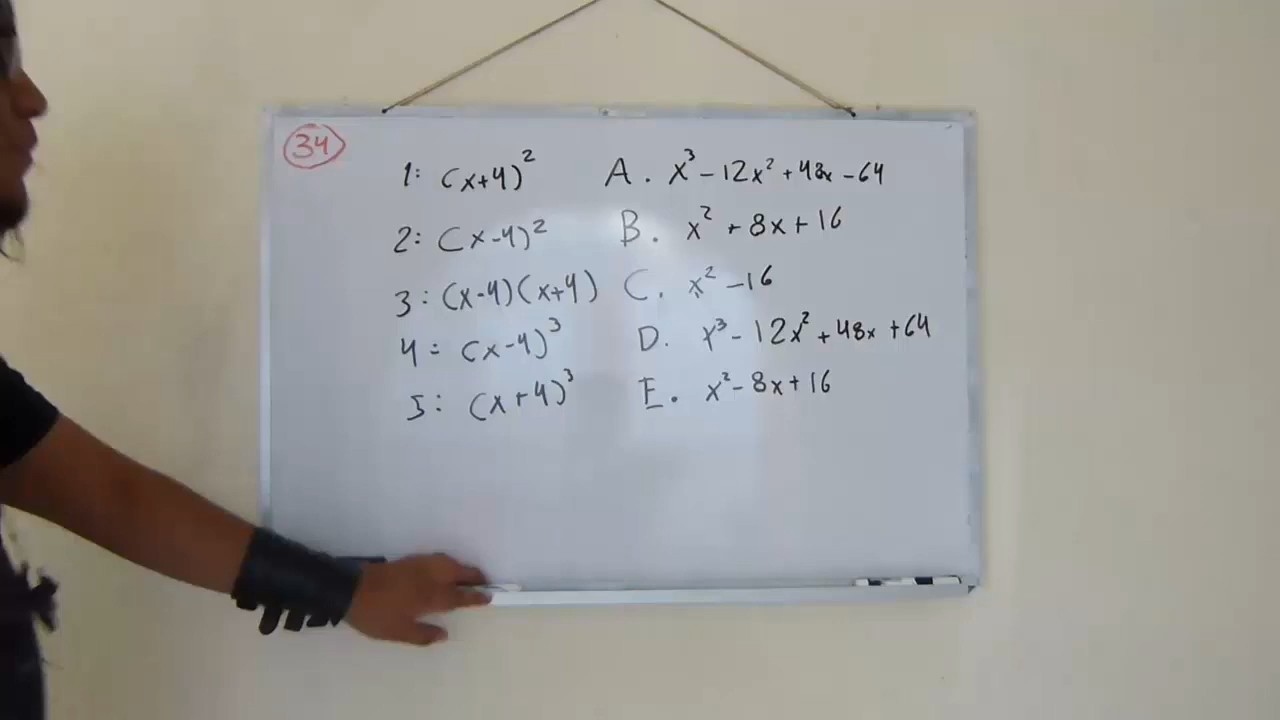 34
1: (x+4)² A. x³ - 12x² + 48x - 64
2: (x-4)² B. x² + 8x + 16
3: (x-4)(x+4) C. x² - 16
4: (x-4)³ D. x³ - 12x² + 48x + 64
5: (x+4)³ E. x² - 8x + 16